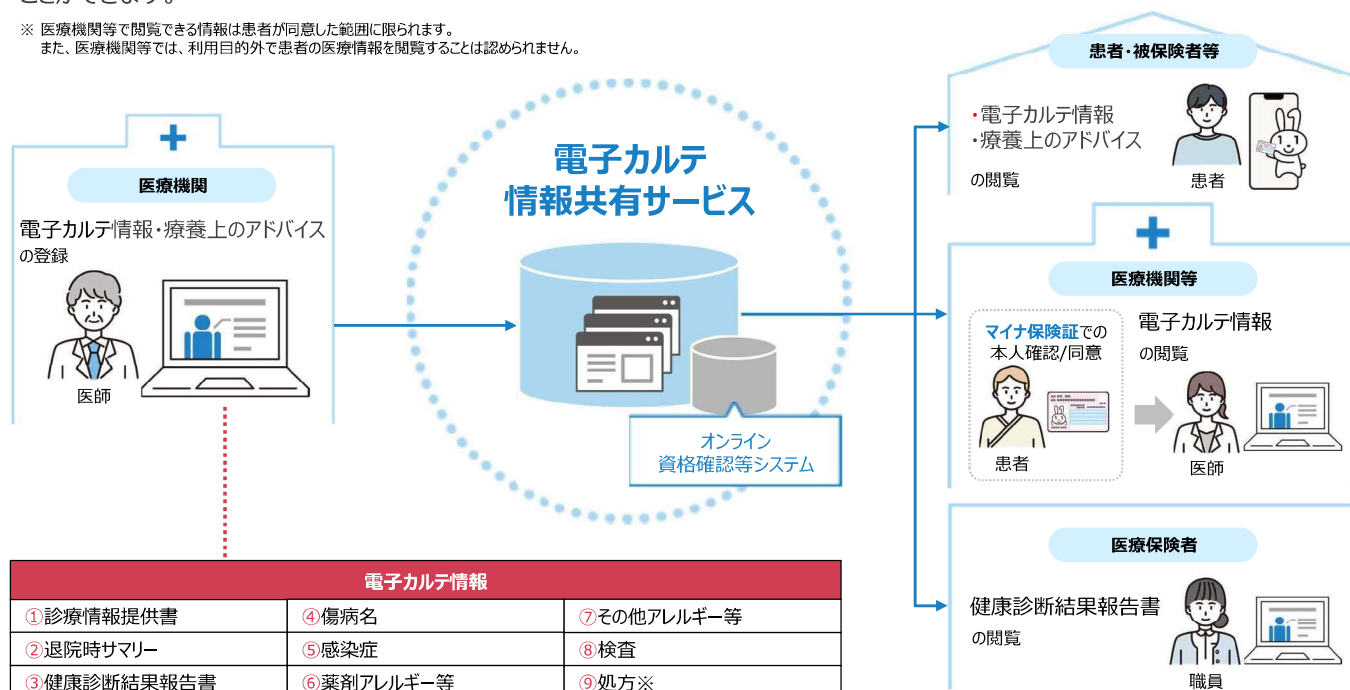 ことができます。
※ 医療機関等で閲覧できる情報は患者が同意した範囲に限られます。
また、医療機関等では、利用目的外で患者の医療情報を閲覧することは認められません。
医療機関
電子カルテ情報・療養上のアドバイス
の登録
医師
電子カルテ
情報共有サービス
オンライン
資格確認等システム
患者・被保険者等
・電子カルテ情報
・療養上のアドバイス
の閲覧
患者
医療機関等
マイナ保険証での
本人確認/同意
患者
電子カルテ情報
の閲覧
医師
医療保険者
健康診断結果報告書
の閲覧
職員
電子カルテ情報
①診療情報提供書
④傷病名
⑦その他アレルギー等
②退院時サマリー
⑤感染症
⑧検査
③健康診断結果報告書
⑥薬剤アレルギー等
⑨処方※